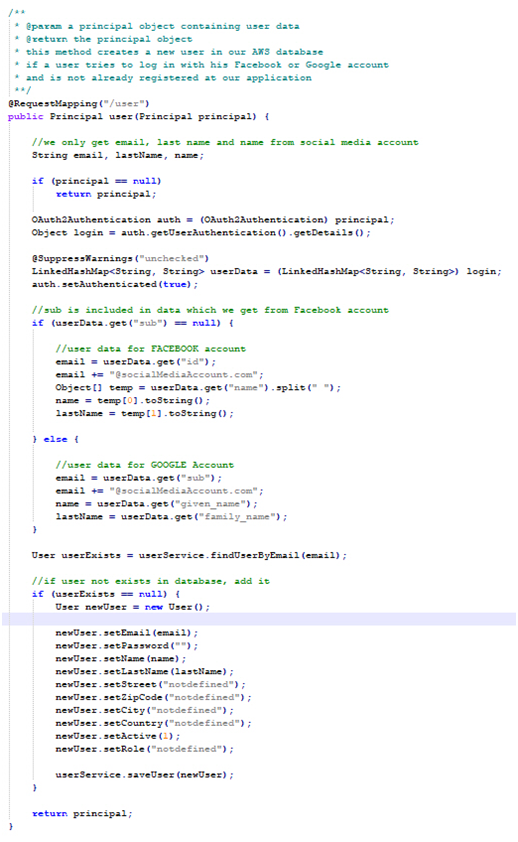 /**
 * @param a principal object containing user data
 * @return the principal object
 * this method creates a new user in our AWS database
 * if a user tries to log in with his Facebook or Google account
 * and is not already registered at our application
 **/
@RequestMapping("/user")
public Principal user(Principal principal) {
//we only get email, last name and name from social media account
String email, lastName, name;
if (principal == null)
return principal;
OAuth2Authentication auth = (OAuth2Authentication) principal;
Object login = auth.getUserAuthentication().getDetails();
@SuppressWarnings("unchecked")
LinkedHashMap<String, String> userData = (LinkedHashMap<String, String>) login;
auth.setAuthenticated(true);
//sub is included in data which we get from Facebook account
if (userData.get("sub") == null) {
//user data for FACEBOOK account
email = userData.get("id");
email += "@socialMediaAccount.com";
Object[] temp = userData.get("name").split(" ");
name = temp[0].toString();
lastName = temp[1].toString();
} else {
//user data for GOOGLE Account
email = userData.get("sub");
email += "@socialMediaAccount.com";
name = userData.get("given_name");
lastName = userData.get("family_name");
}
User userExists = userService.findUserByEmail(email);
//if user not exists in database, add it
if (userExists == null) {
User newUser = new User();
newUser.setEmail(email);
newUser.setPassword("");
newUser.setName(name);
newUser.setLastName(lastName);
newUser.setStreet("notdefined");
newUser.setZipCode("notdefined");
newUser.setCity("notdefined");
newUser.setCountry("notdefined");
newUser.setActive(1);
newUser.setRole("notdefined");
userService.saveUser(newUser);
}
return principal;
}